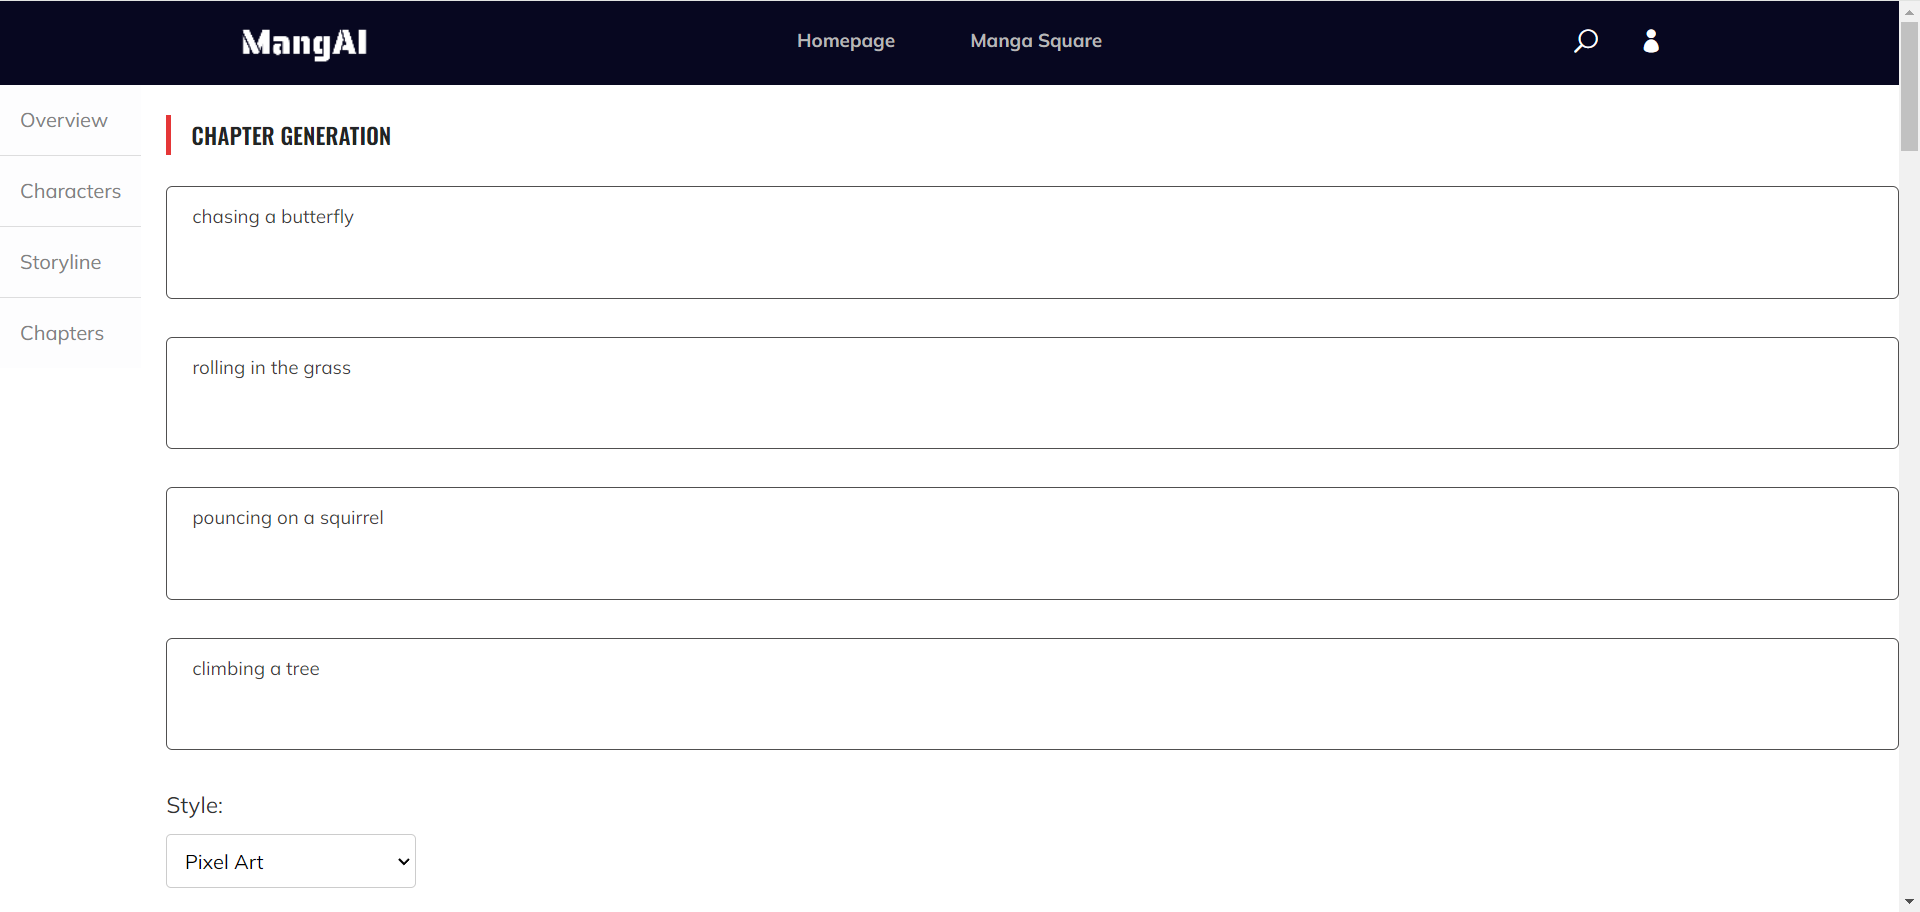 MangAI
Homepage
Manga Square
Overview
Characters
Storyline
Chapters
CHAPTER GENERATION
chasing a butterfly
rolling in the grass
pouncing on a squirrel
climbing a tree
Style:
Pixel Art